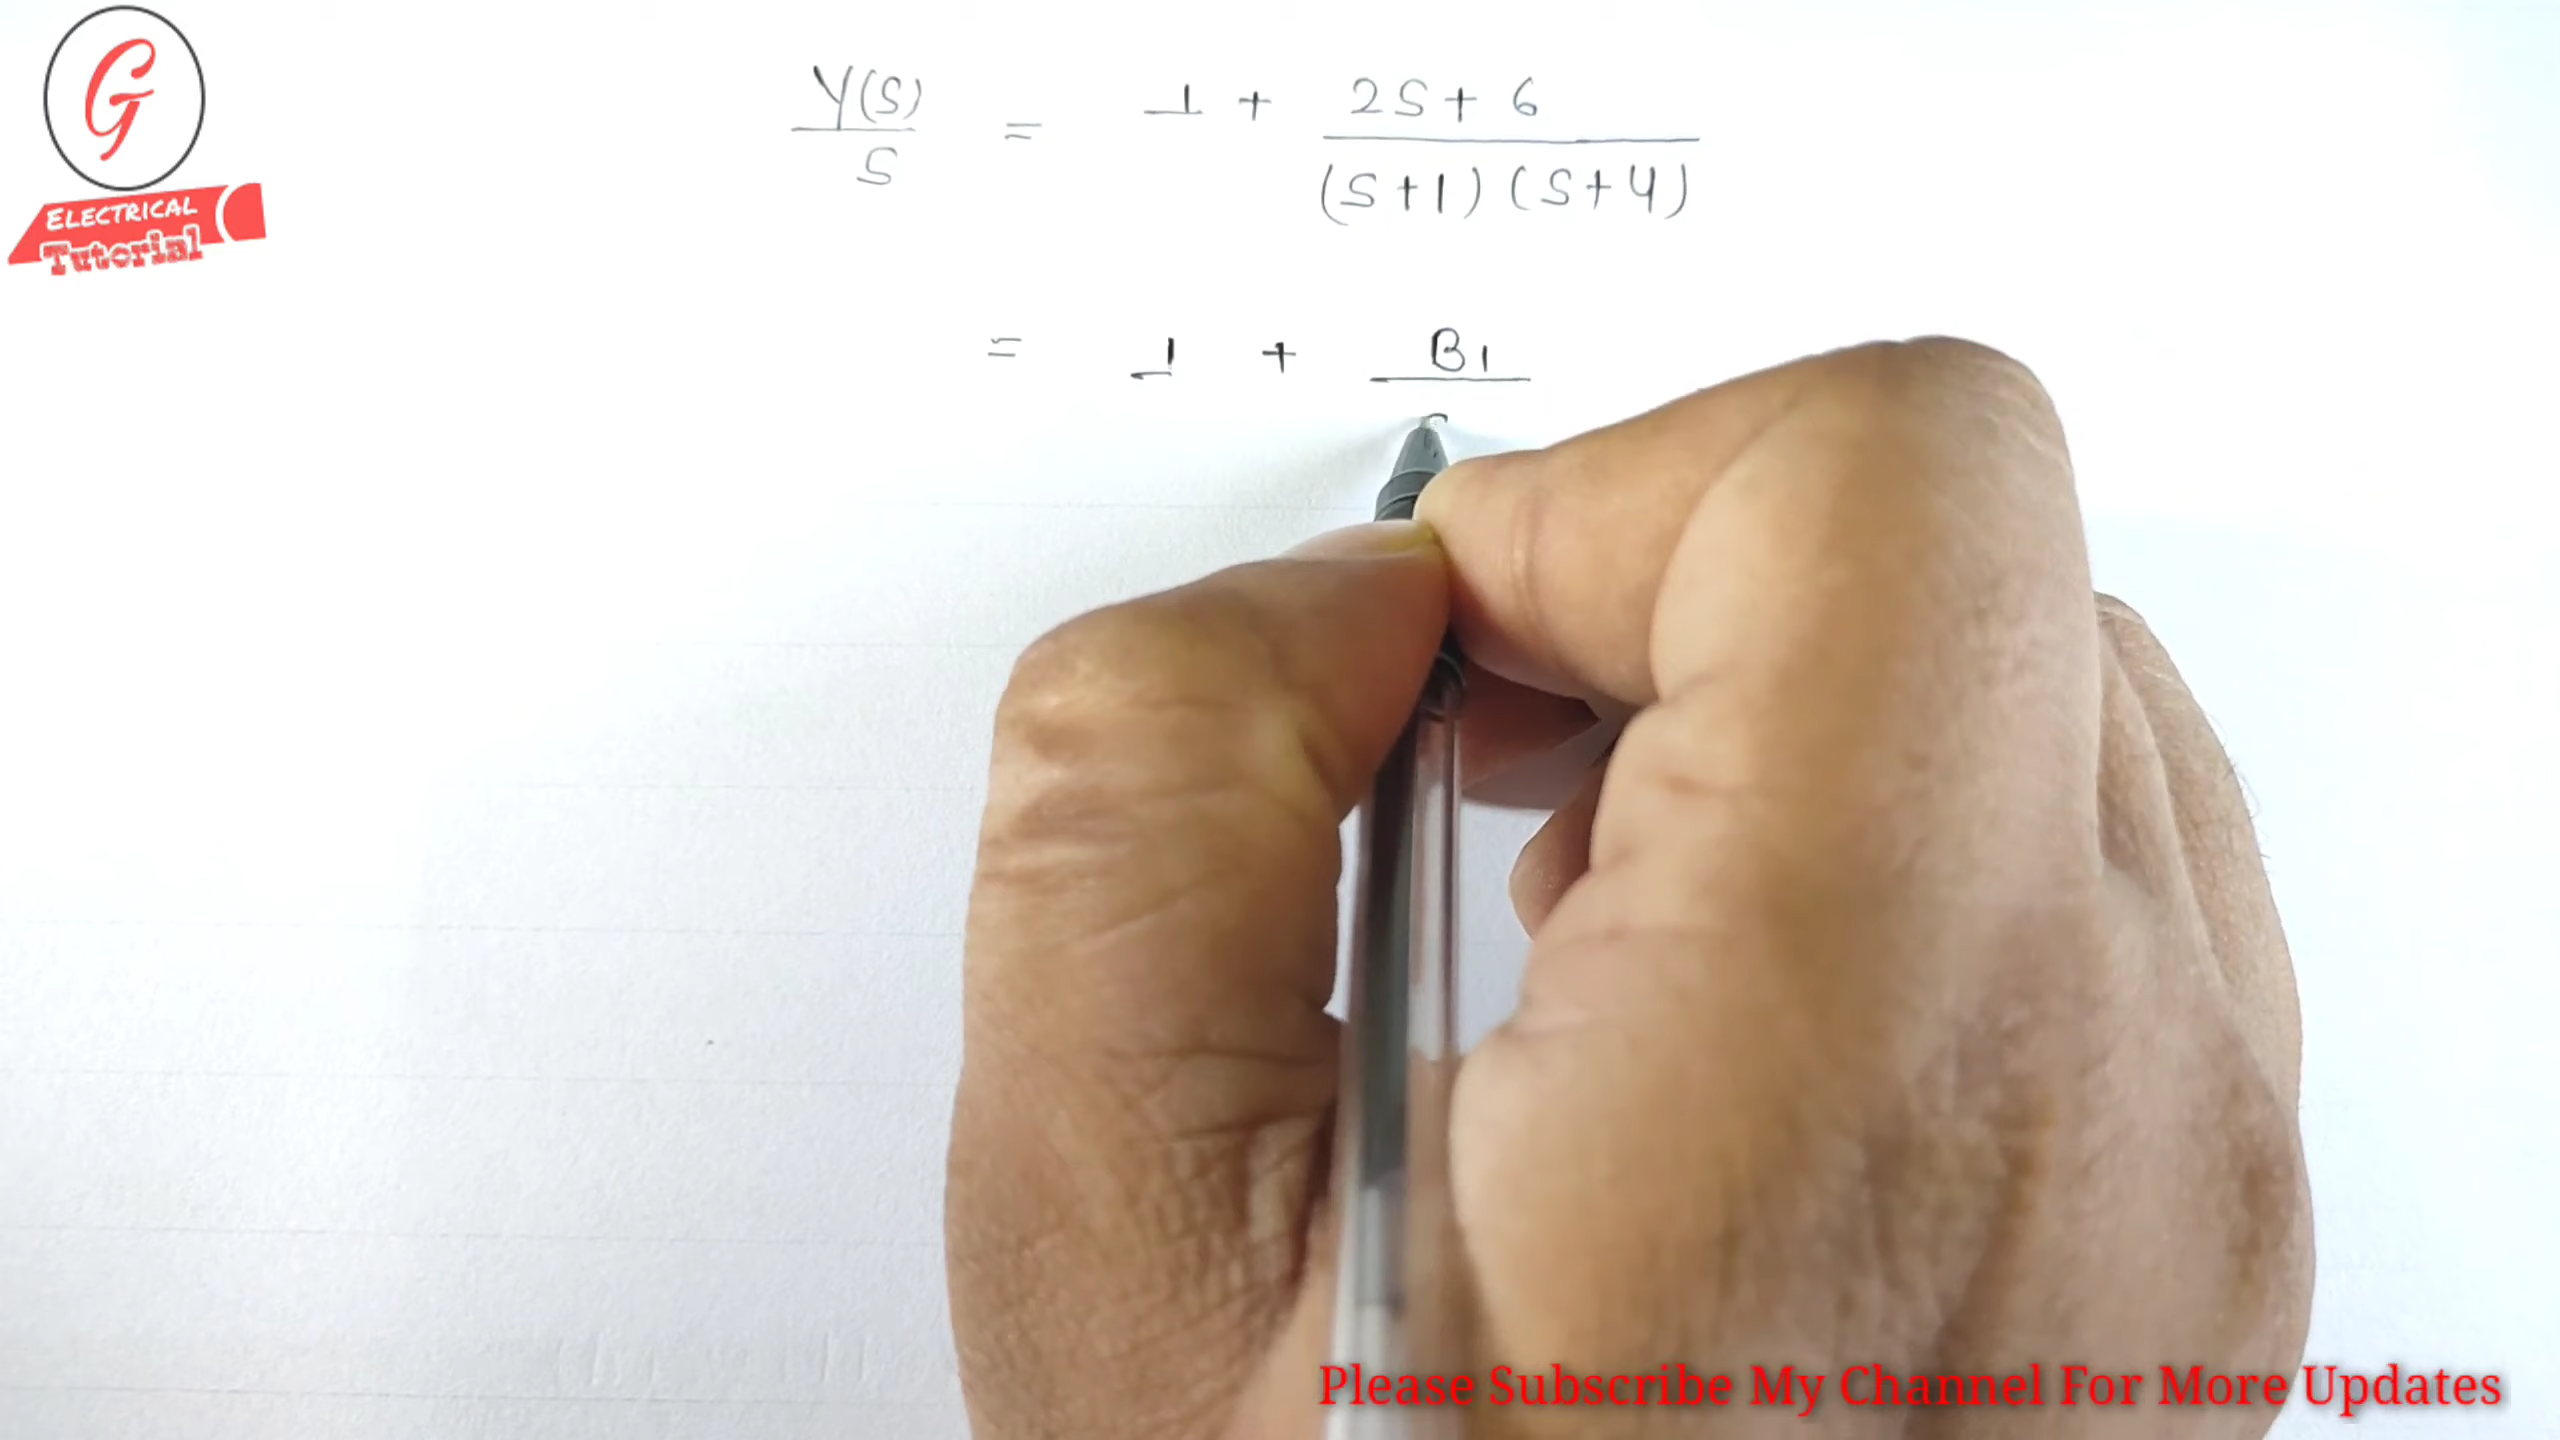 G
ELECTRICAL
Tutorial
Y(S) / S = 1 + 2S + 6 / (S+1) (S+4)
= 1 + B1 / S
Please Subscribe My Channel For More Updates